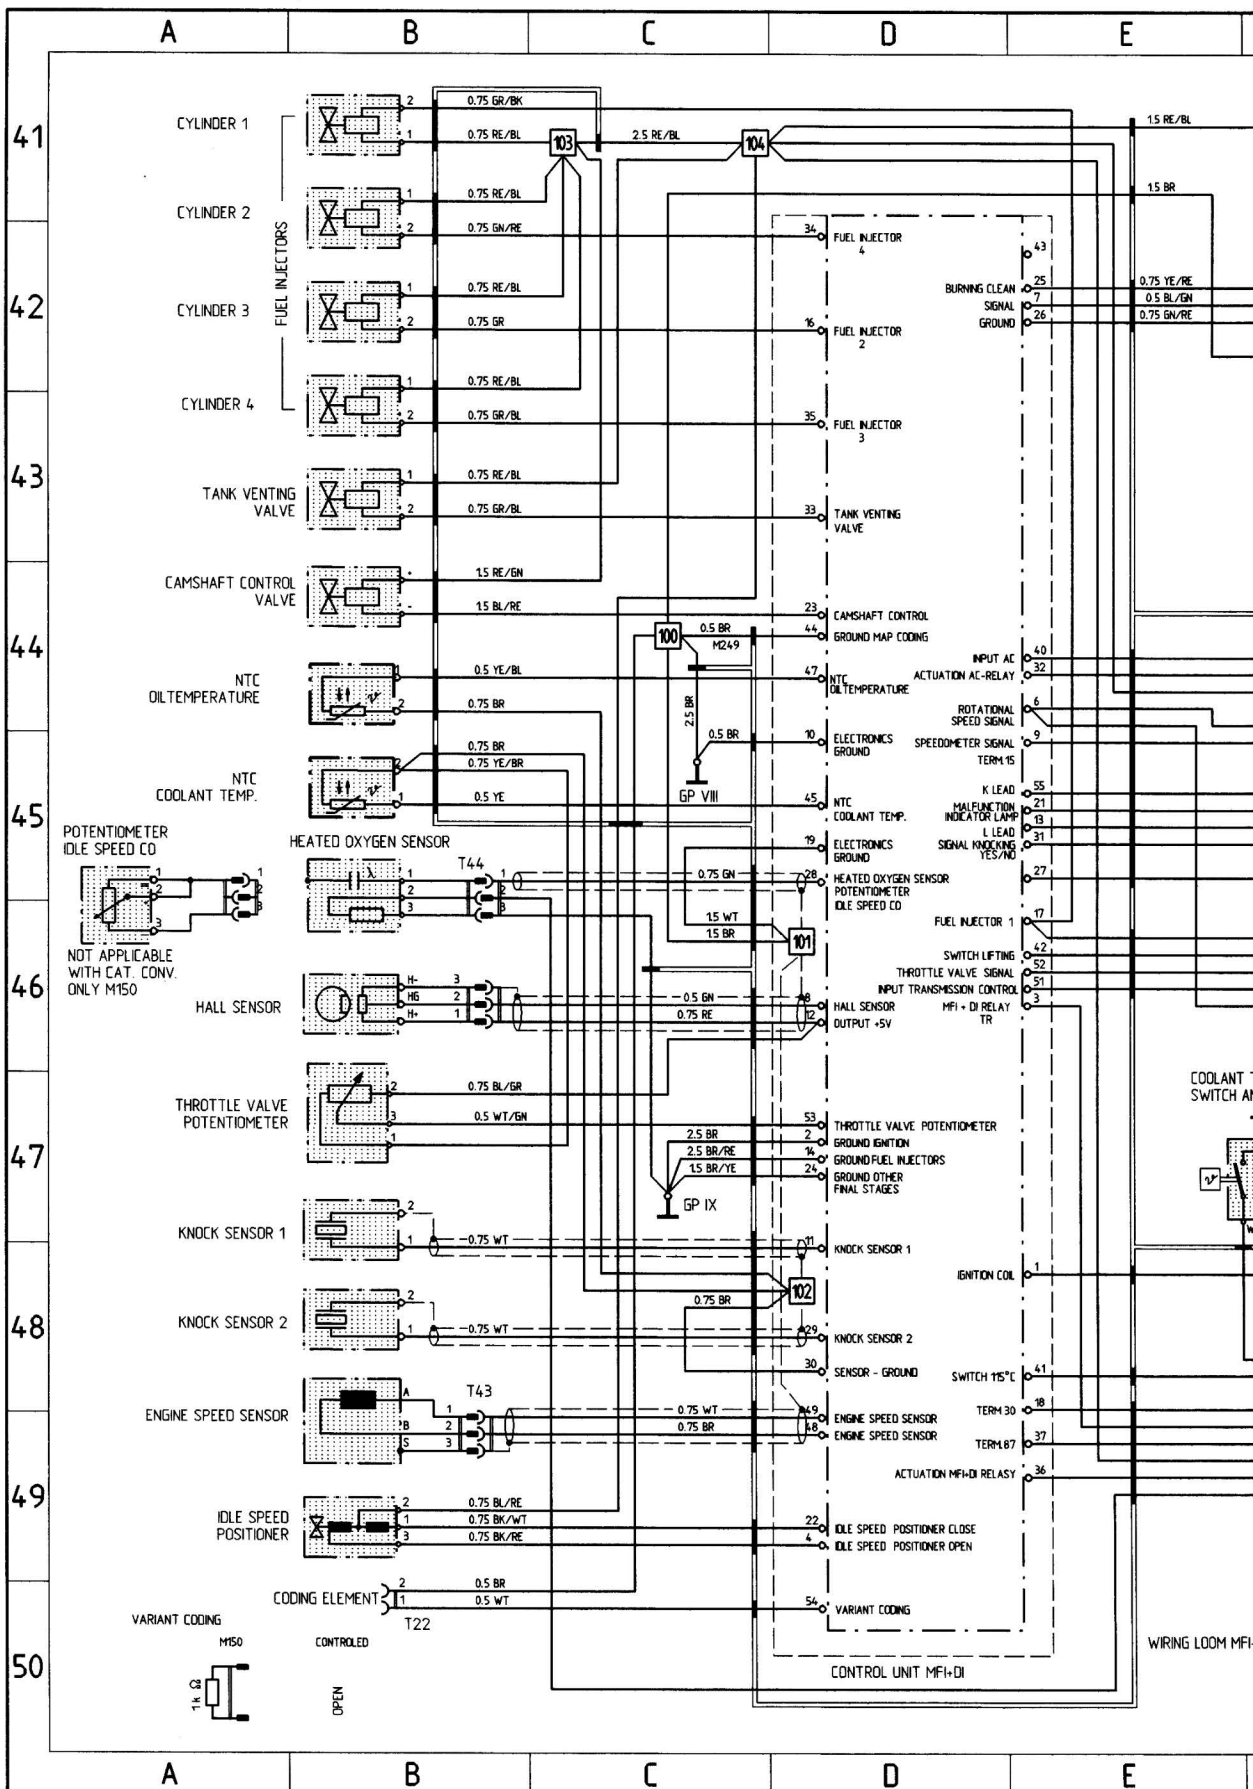 A B C D E
41
42
43
44
45
46
47
48
49
50
FUEL INJECTORS
CYLINDER 1
2 0.75 GR/BK
1 0.75 RE/BL
103
2.5 RE/BL
104
1.5 RE/BL
1.5 BR
CYLINDER 2
1 0.75 RE/BL
2 0.75 GN/RE
34 FUEL INJECTOR
4
CYLINDER 3
1 0.75 RE/BL
2 0.75 GR
16 FUEL INJECTOR
2
CYLINDER 4
1 0.75 RE/BL
2 0.75 GR/BL
35 FUEL INJECTOR
3
TANK VENTING
VALVE
1 0.75 RE/BL
2 0.75 GR/BL
33 TANK VENTING
VALVE
CAMSHAFT CONTROL
VALVE
+ 1.5 RE/GN
- 1.5 BL/RE
23 CAMSHAFT CONTROL
100
0.5 BR
M249
44 GROUND MAP CODING
NTC
OILTEMPERATURE
1 0.5 YE/BL
2 0.75 BR
47 NTC
OILTEMPERATURE
2.5 BR
0.5 BR
10 ELECTRONICS
GROUND
GP VIII
NTC
COOLANT TEMP.
0.75 BR
2 0.75 YE/BR
1 0.5 YE
45 NTC
COOLANT TEMP.
19 ELECTRONICS
GROUND
POTENTIOMETER
IDLE SPEED CO
1 1
2 2
3 3
NOT APPLICABLE
WITH CAT. CONV.
ONLY M150
HEATED OXYGEN SENSOR
λ
T44
1 1
2 2
3 3
0.75 GN
28 HEATED OXYGEN SENSOR
POTENTIOMETER
IDLE SPEED CO
1.5 WT
1.5 BR
101
HALL SENSOR
H- 3
HG 2
H+ 1
0.5 GN
0.75 RE
8 HALL SENSOR
12 OUTPUT +5V
THROTTLE VALVE
POTENTIOMETER
2 0.75 BL/GR
3 0.5 WT/GN
1
53 THROTTLE VALVE POTENTIOMETER
2.5 BR
2 GROUND IGNITION
2.5 BR/RE
14 GROUND FUEL INJECTORS
1.5 BR/YE
24 GROUND OTHER
FINAL STAGES
GP IX
KNOCK SENSOR 1
2
1 0.75 WT
11 KNOCK SENSOR 1
102
0.75 BR
KNOCK SENSOR 2
2
1 0.75 WT
29 KNOCK SENSOR 2
30 SENSOR - GROUND
ENGINE SPEED SENSOR
A
B
S
T43
1
2
3
0.75 WT
0.75 BR
49 ENGINE SPEED SENSOR
48 ENGINE SPEED SENSOR
IDLE SPEED
POSITIONER
2 0.75 BL/RE
1 0.75 BK/WT
3 0.75 BK/RE
22 IDLE SPEED POSITIONER CLOSE
4 IDLE SPEED POSITIONER OPEN
CODING ELEMENT
2 0.5 BR
1 0.5 WT
T22
54 VARIANT CODING
VARIANT CODING
M150
CONTROLED
1 k Ω
OPEN
CONTROL UNIT MFI+DI
43
BURNING CLEAN 25 0.75 YE/RE
SIGNAL 7 0.5 BL/GN
GROUND 26 0.75 GN/RE
INPUT AC 40
ACTUATION AC-RELAY 32
ROTATIONAL
SPEED SIGNAL
6
SPEEDOMETER SIGNAL 9
TERM.15
K LEAD 55
MALFUNCTION
INDICATOR LAMP
21
L LEAD 13
SIGNAL KNOCKING
YES/NO
31
27
FUEL INJECTOR 1 17
SWITCH LIFTING 42
THROTTLE VALVE SIGNAL 52
INPUT TRANSMISSION CONTROL 51
MFI + DI RELAY
TR
3
COOLANT
SWITCH
IGNITION COIL 1
SWITCH 115°C 41
TERM 30 18
TERM.87 37
ACTUATION MFI+DI RELASY 36
WIRING LOOM MFI
A B C D E